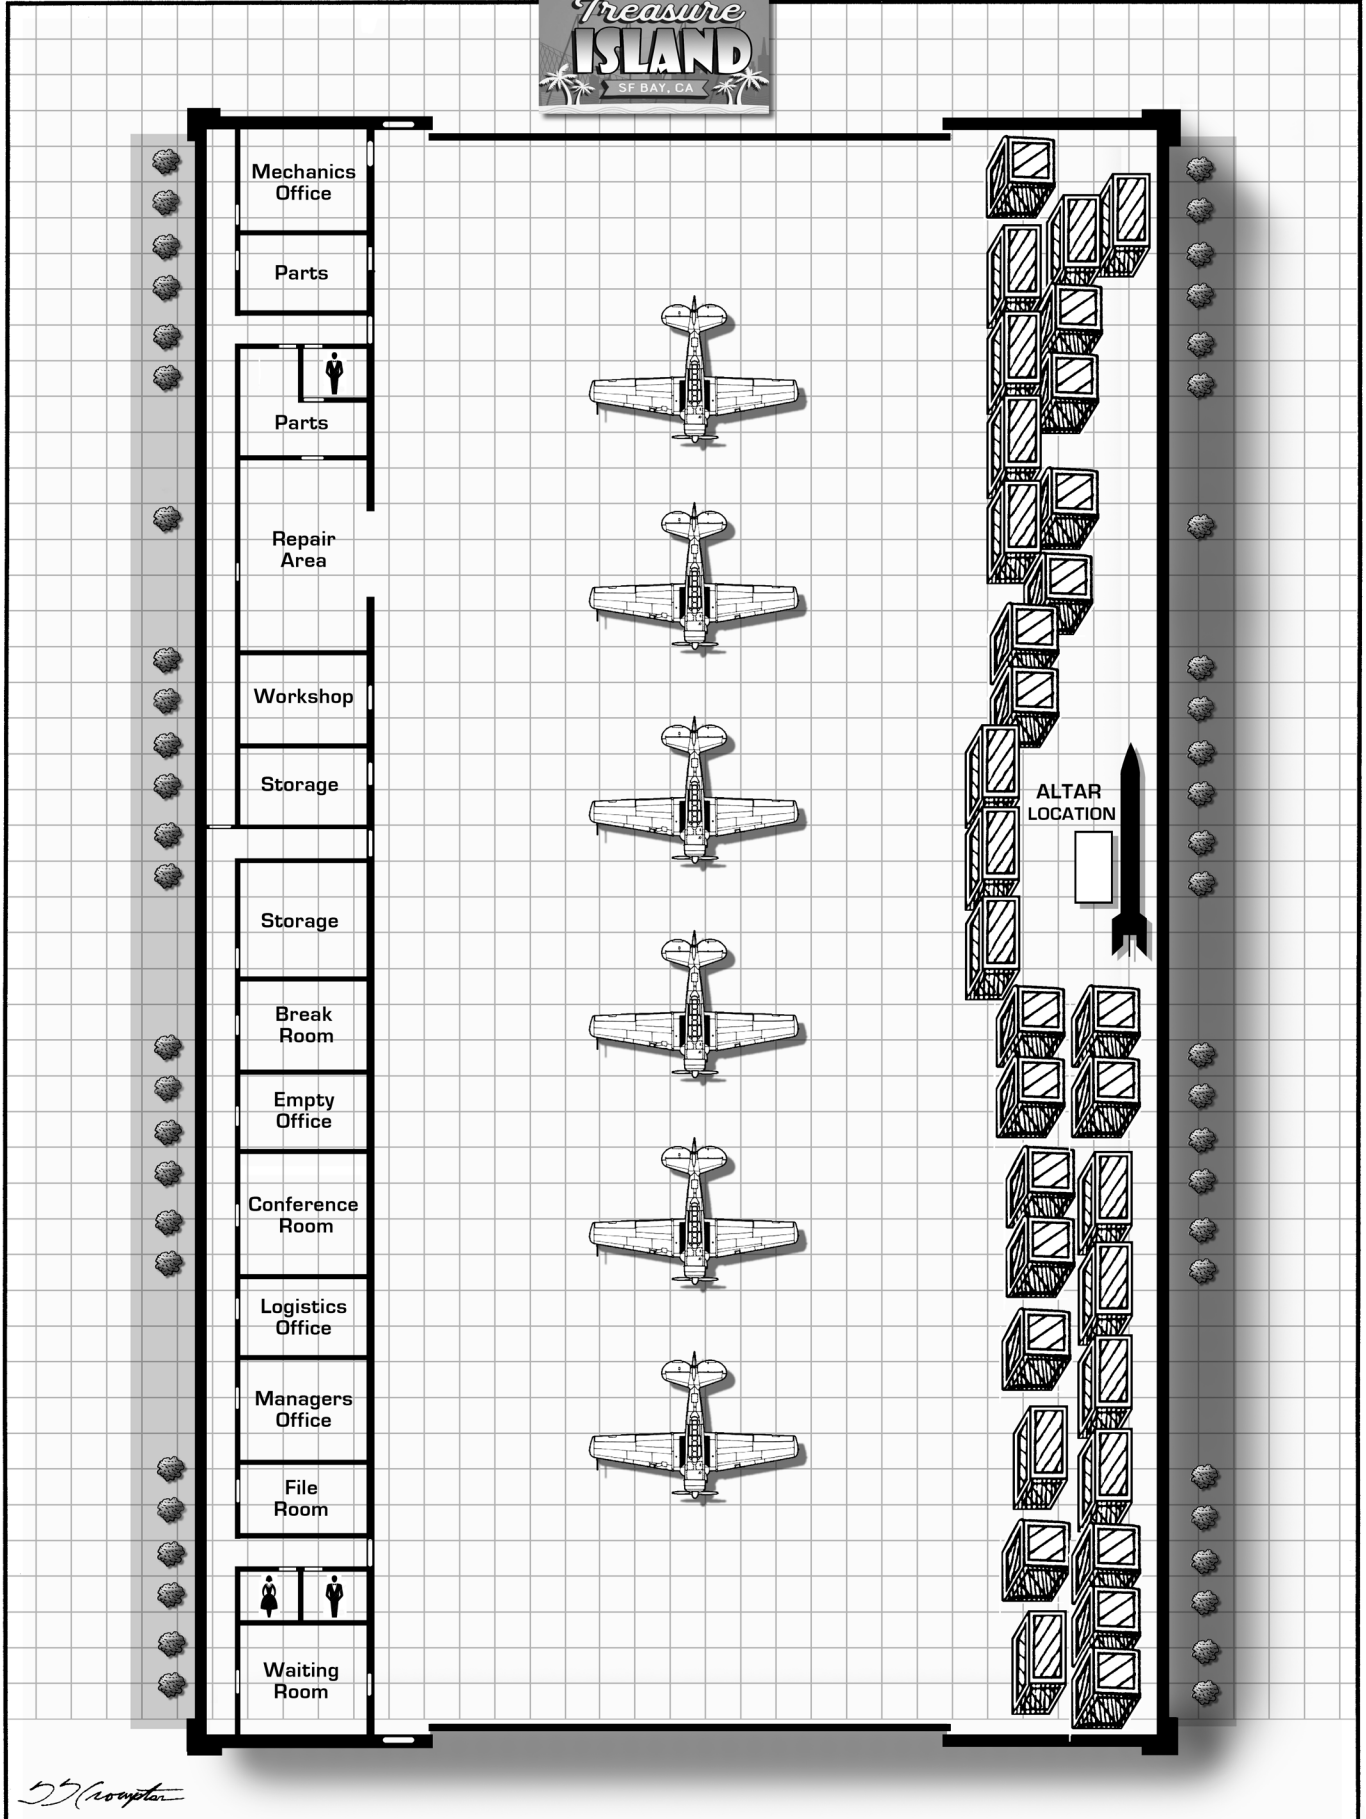 Treasure
ISLAND
SF BAY, CA
Mechanics
Office
Parts
Parts
Repair
Area
Workshop
Storage
ALTAR
LOCATION
Storage
Break
Room
Empty
Office
Conference
Room
Logistics
Office
Managers
Office
File
Room
Waiting
Room
SSCrompton